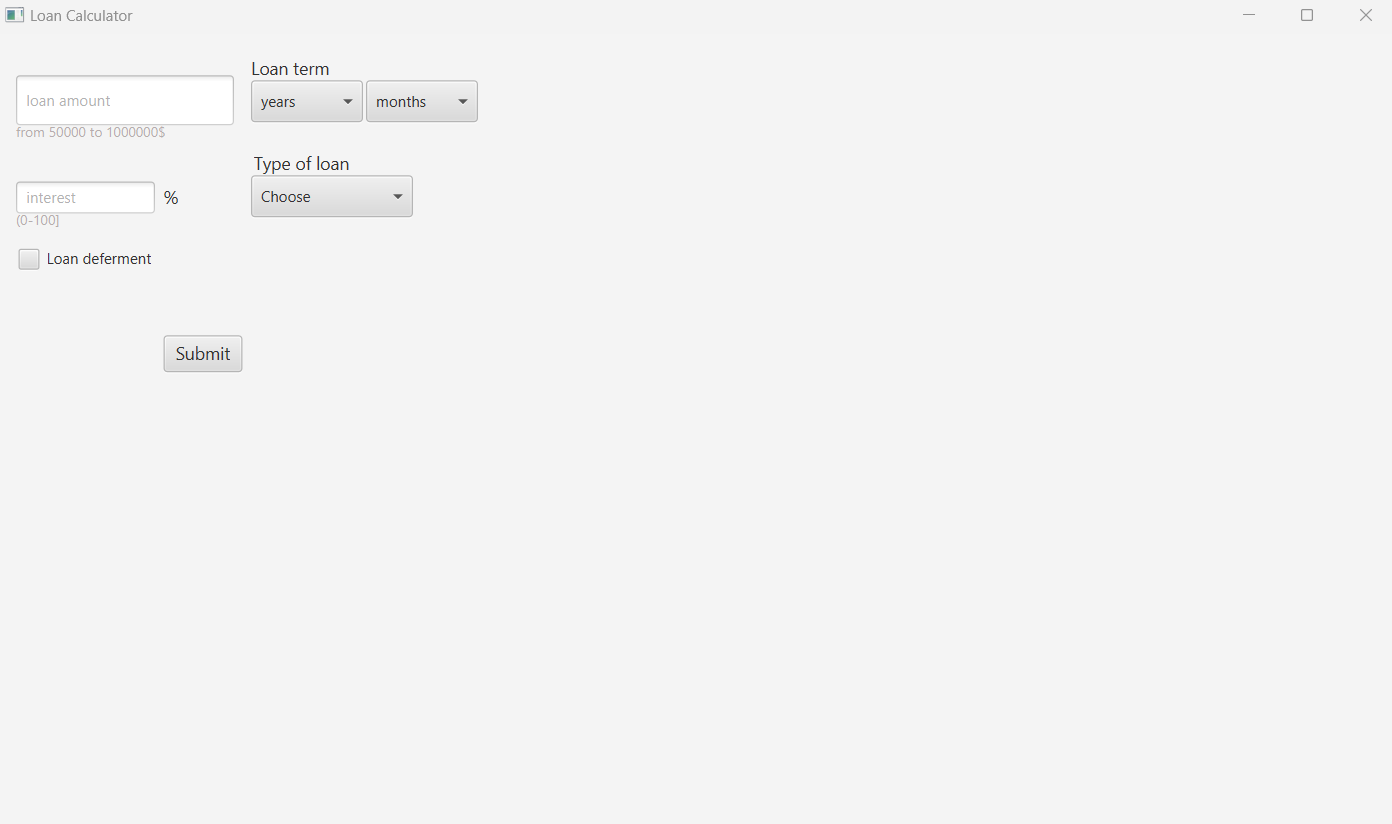 Loan Calculator
Loan term
loan amount
years months
from 50000 to 1000000$
Type of loan
interest %
Choose
(0-100]
Loan deferment
Submit